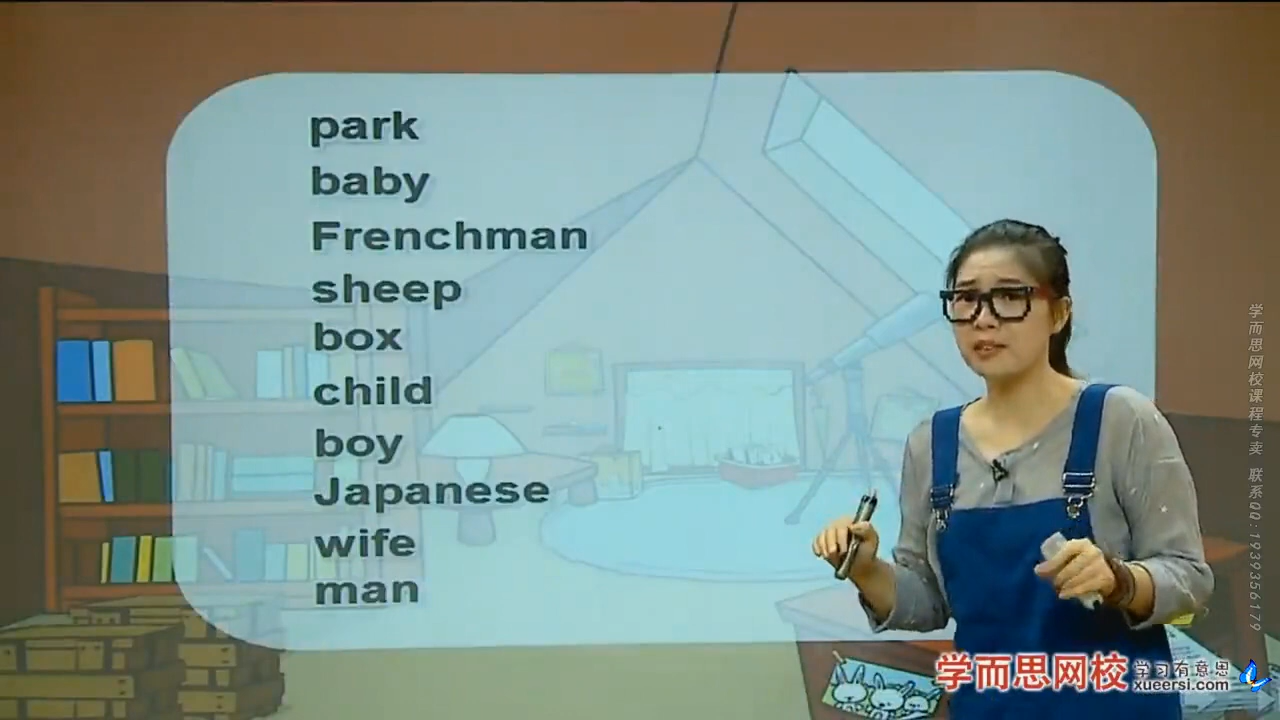 park
baby
Frenchman
sheep
box
child
boy
Japanese
wife
man
学而思网校课程专卖 联系QQ:1939356179
学而思网校
学习有意思
xueersi.com